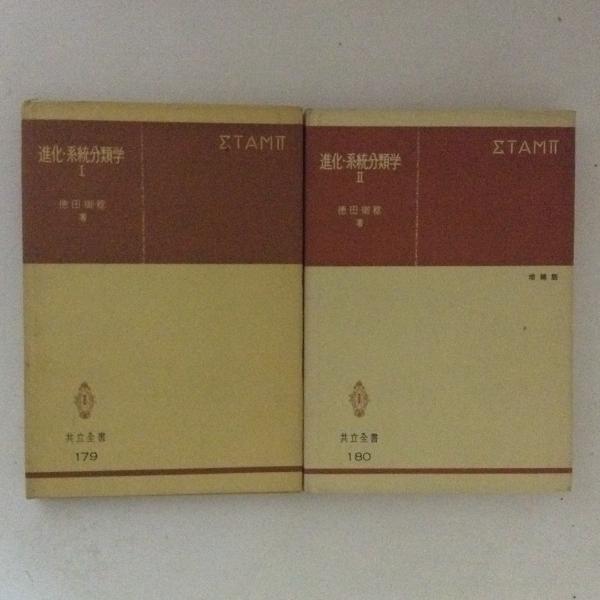 進化・系統分類学
I
徳田御稔
著
ΣTAMΠ
共立全書
179
進化・系統分類学
II
徳田御稔
著
ΣTAMΠ
増補版
共立全書
180